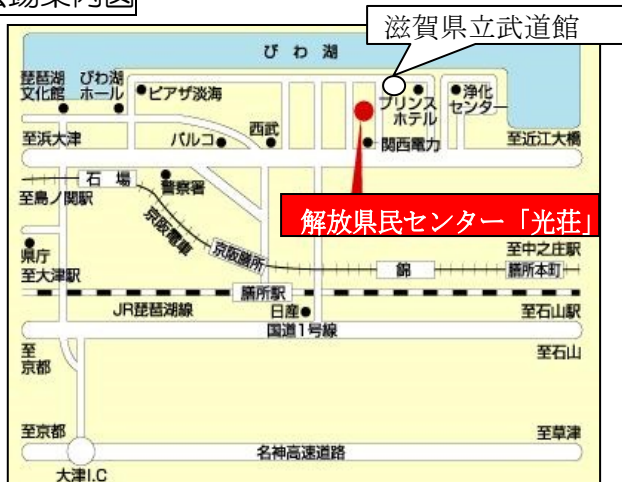 会場案内図
滋賀県立武道館
びわ湖
琵琶湖
文化館
びわ湖
ホール
ピアザ淡海
プリンス
ホテル
浄化
センター
至浜大津
パルコ
西武
関西電力
至近江大橋
石場
警察署
至島ノ関駅
解放県民センター「光荘」
京阪電車
京阪膳所
県庁
至中之庄駅
錦
膳所本町
至大津駅
膳所駅
JR琵琶湖線
日産
至石山駅
国道1号線
至
京都
至石山
至京都
至草津
名神高速道路
大津I.C